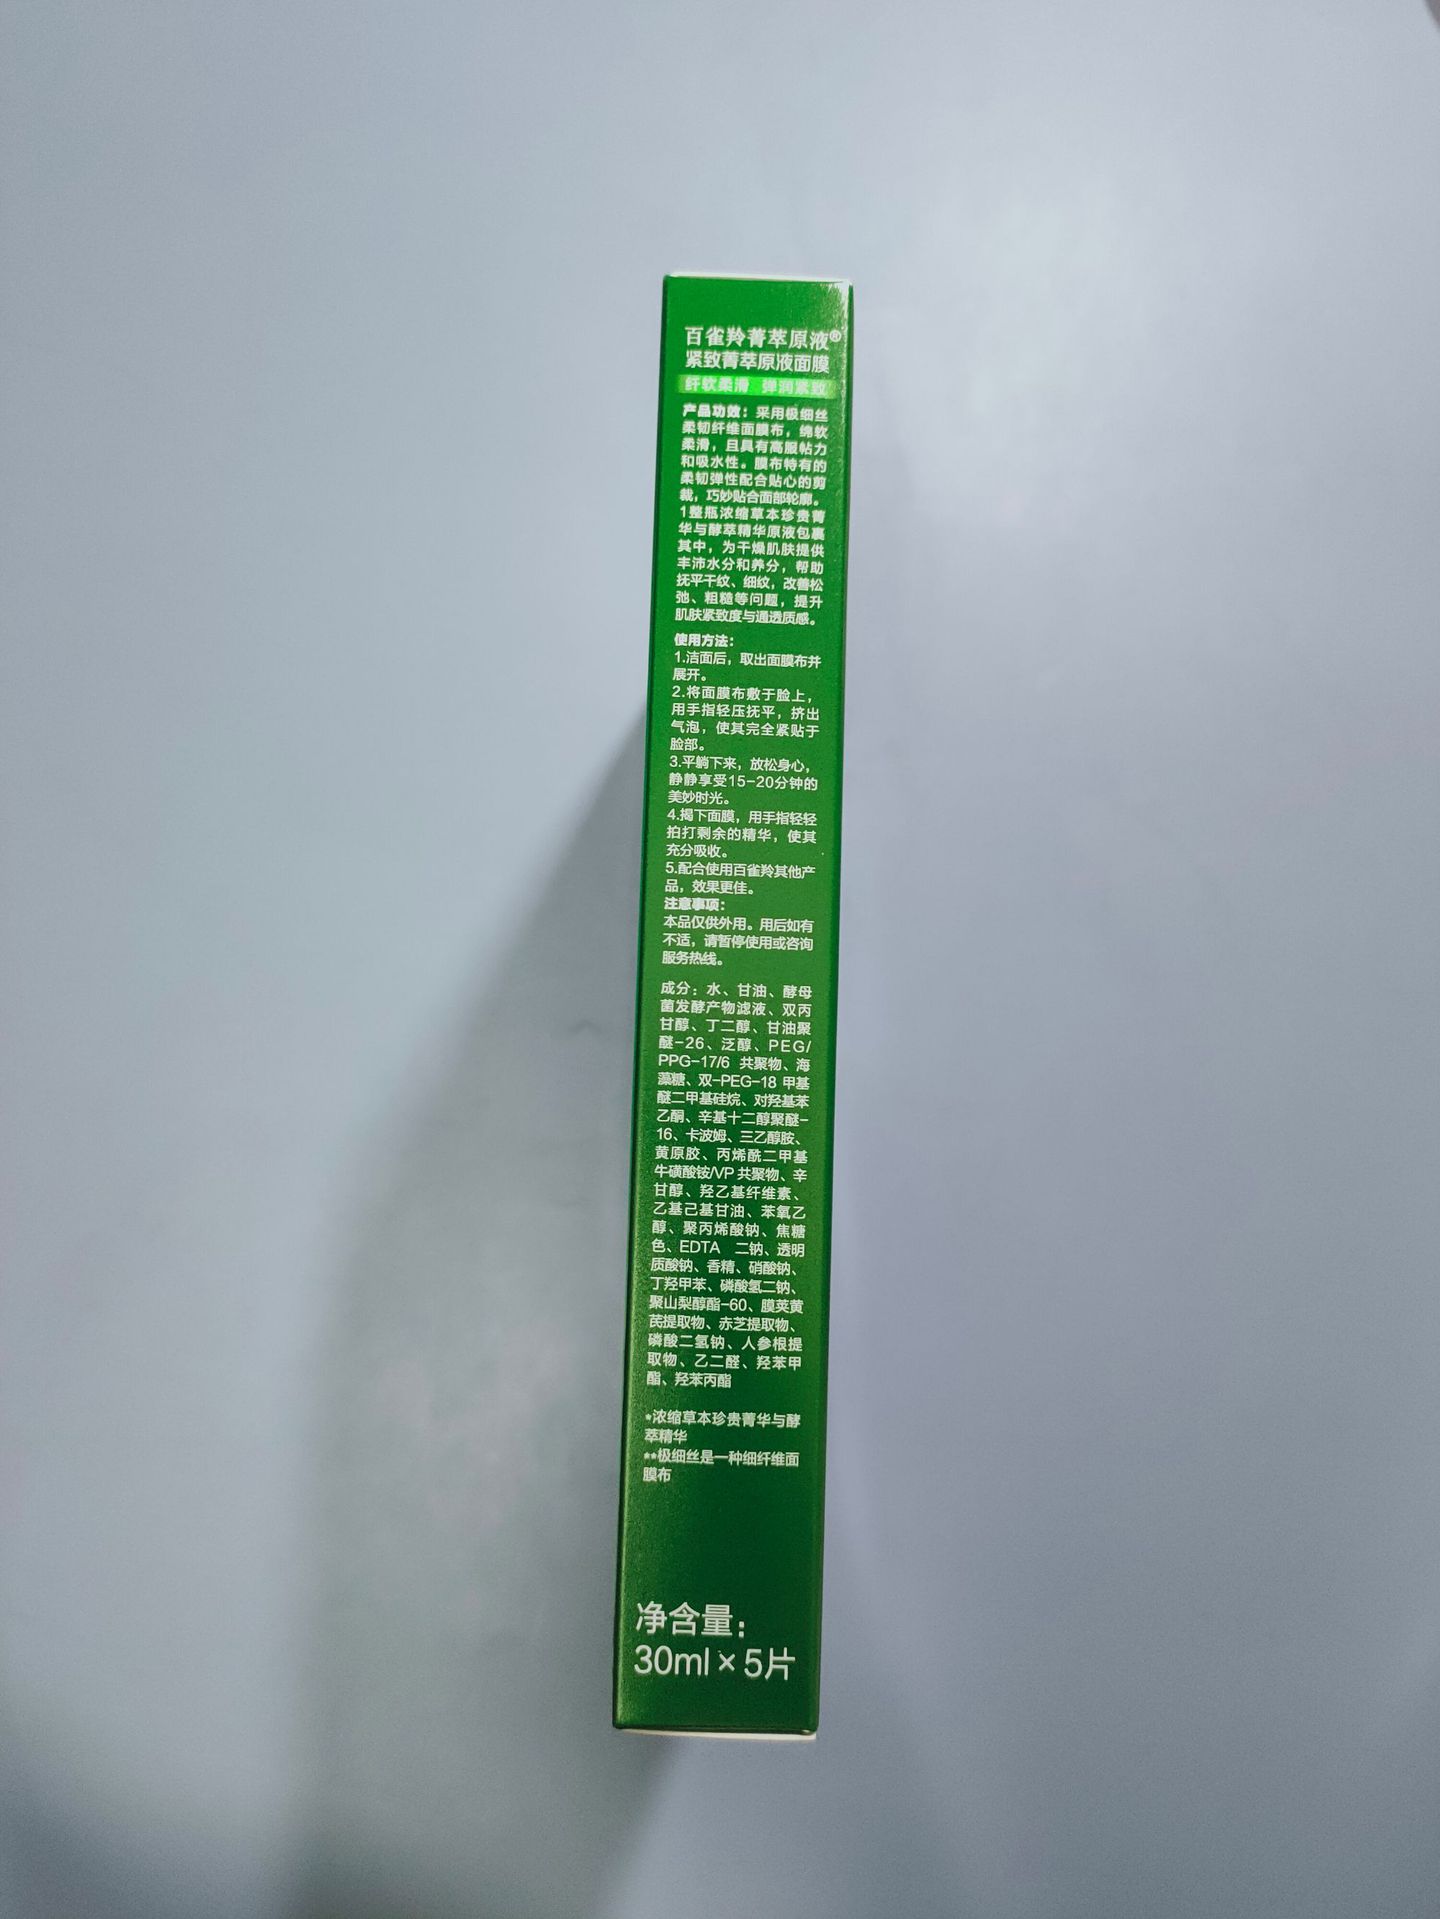 百雀羚菁萃原液®
紧致菁萃原液面膜
纤软柔滑 弹润紧致
产品功效：采用极细丝
柔韧纤维面膜布，绵软
柔滑，且具有高服帖力
和吸水性。膜布特有的
柔韧弹性配合贴心的剪
裁，巧妙贴合面部轮廓。
1整瓶浓缩草本珍贵菁
华与酵萃精华原液包裹
其中，为干燥肌肤提供
丰沛水分和养分，帮助
抚平干纹、细纹，改善松
弛、粗糙等问题，提升
肌肤紧致度与通透质感。
使用方法：
1.洁面后，取出面膜布并
展开。
2.将面膜布敷于脸上，
用手指轻压抚平，挤出
气泡，使其完全紧贴于
脸部。
3.平躺下来，放松身心，
静静享受15-20分钟的
美妙时光。
4.揭下面膜，用手指轻轻
拍打剩余的精华，使其
充分吸收。
5.配合使用百雀羚其他产
品，效果更佳。
注意事项：
本品仅供外用。用后如有
不适，请暂停使用或咨询
服务热线。
成分：水、甘油、酵母
菌发酵产物滤液、双丙
甘醇、丁二醇、甘油聚
醚-26、泛醇、PEG/
PPG-17/6 共聚物、海
藻糖、双-PEG-18 甲基
醚二甲基硅烷、对羟基苯
乙酮、辛基十二醇聚醚-
16、卡波姆、三乙醇胺、
黄原胶、丙烯酰二甲基
牛磺酸铵/VP 共聚物、辛
甘醇、羟乙基纤维素、
乙基己基甘油、苯氧乙
醇、聚丙烯酸钠、焦糖
色、EDTA 二钠、透明
质酸钠、香精、硝酸钠、
丁羟甲苯、磷酸氢二钠、
聚山梨醇酯-60、膜荚黄
芪提取物、赤芝提取物、
磷酸二氢钠、人参根提
取物、乙二醛、羟苯甲
酯、羟苯丙酯
*浓缩草本珍贵菁华与酵
萃精华
**极细丝是一种细纤维面
膜布
净含量：
30ml×5片